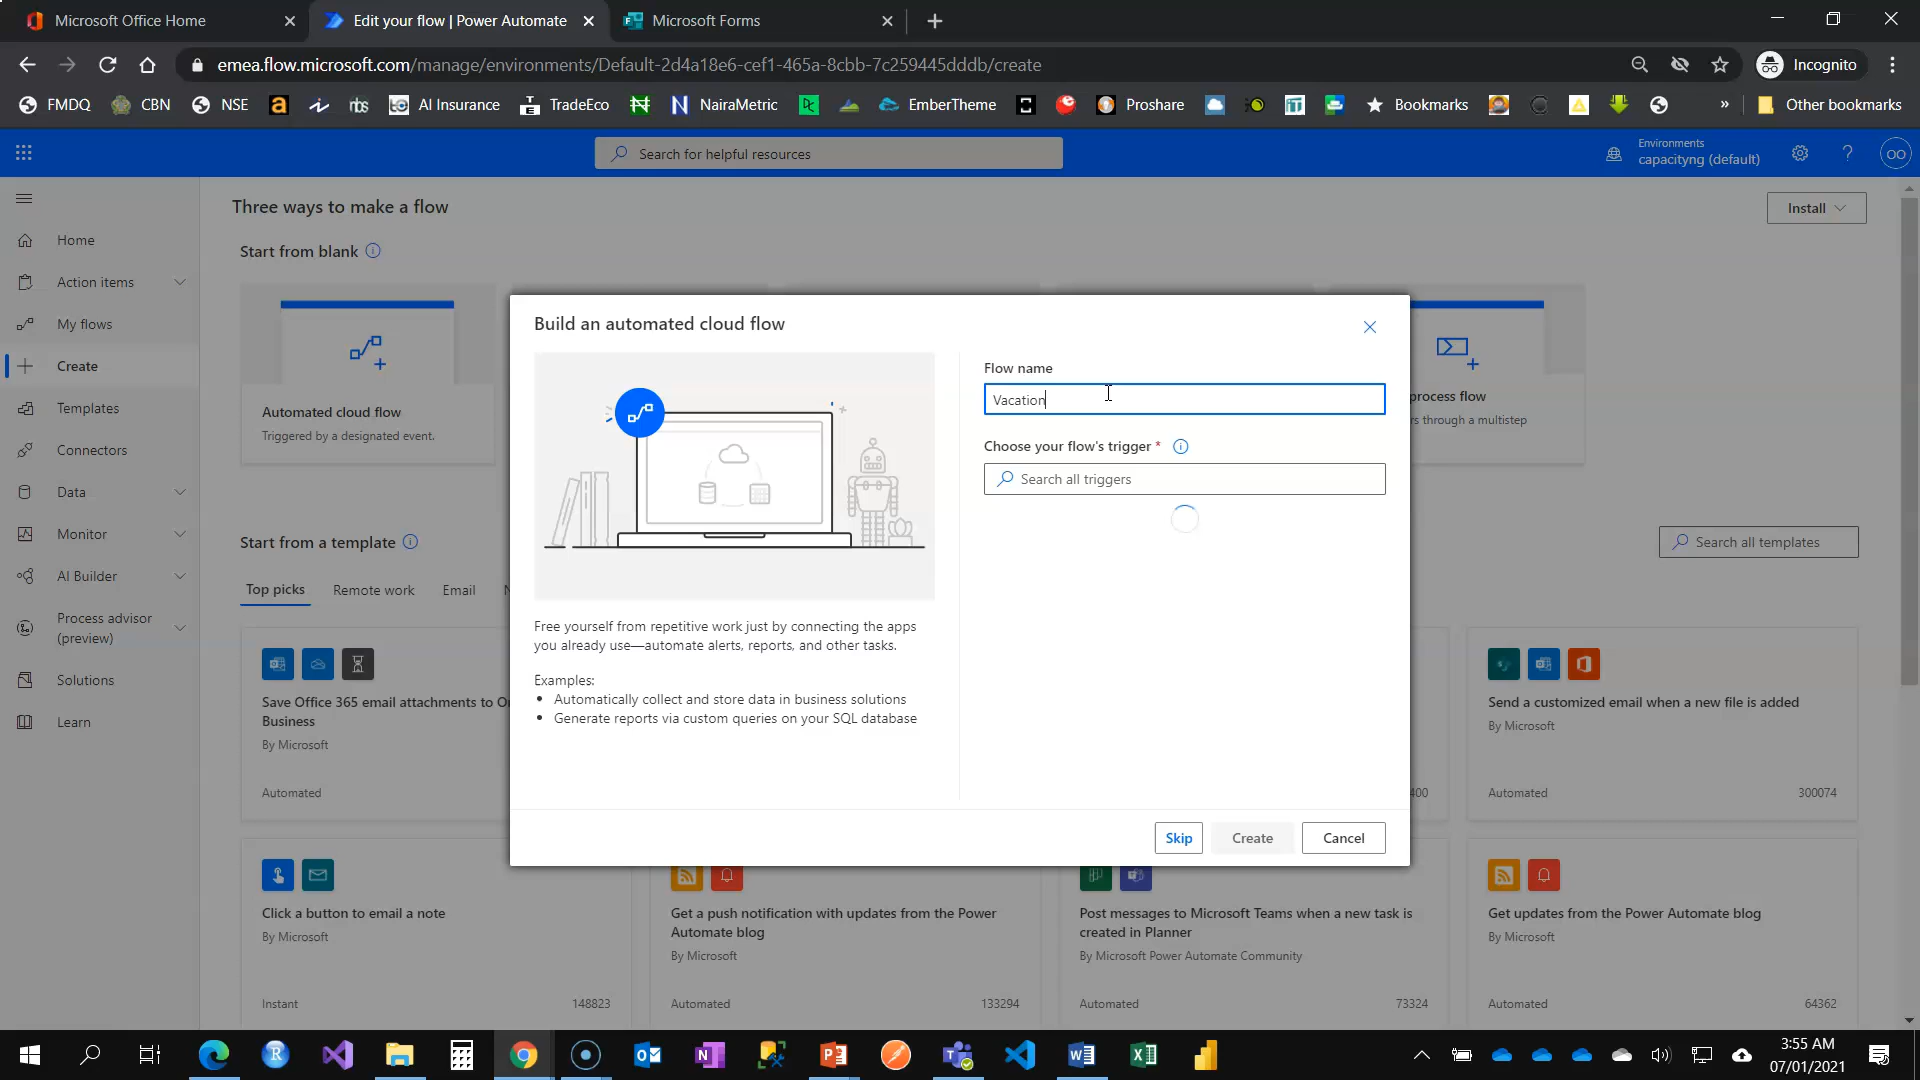 Microsoft Office Home
Edit your flow | Power Automate
Microsoft Forms
emea.flow.microsoft.com/manage/environments/Default-2d4a18e6-cef1-465a-8cbb-7c259445dddb/create
Incognito
FMDQ
CBN
NSE
AI Insurance
TradeEco
NairaMetric
EmberTheme
Proshare
Bookmarks
»
Other bookmarks
Search for helpful resources
Environments
capacityng (default)
OO
Three ways to make a flow
Install
Start from blank
Home
Action items
My flows
Create
Templates
Connectors
Data
Monitor
AI Builder
Process advisor
(preview)
Solutions
Learn
Automated cloud flow
Triggered by a designated event.
process flow
rs through a multistep
Build an automated cloud flow
Flow name
Vacation
Choose your flow's trigger *
Search all triggers
Free yourself from repetitive work just by connecting the apps
you already use—automate alerts, reports, and other tasks.
Examples:
• Automatically collect and store data in business solutions
• Generate reports via custom queries on your SQL database
Skip
Create
Cancel
Start from a template
Search all templates
Top picks
Remote work
Email
N
Save Office 365 email attachments to On
Business
By Microsoft
Automated
400
Send a customized email when a new file is added
By Microsoft
Automated
300074
Click a button to email a note
By Microsoft
Instant
148823
Get a push notification with updates from the Power
Automate blog
By Microsoft
Automated
133294
Post messages to Microsoft Teams when a new task is
created in Planner
By Microsoft Power Automate Community
Automated
73324
Get updates from the Power Automate blog
By Microsoft
Automated
64362
3:55 AM
07/01/2021